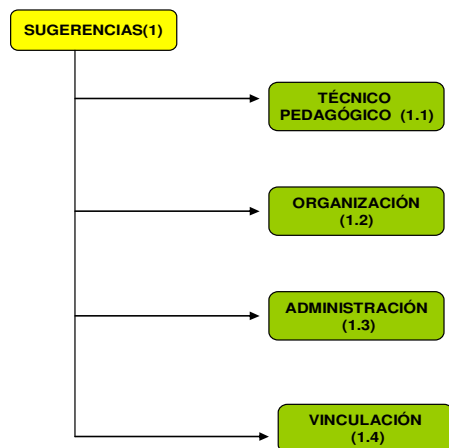 SUGERENCIAS(1)
TÉCNICO
PEDAGÓGICO (1.1)
ORGANIZACIÓN
(1.2)
ADMINISTRACIÓN
(1.3)
VINCULACIÓN
(1.4)